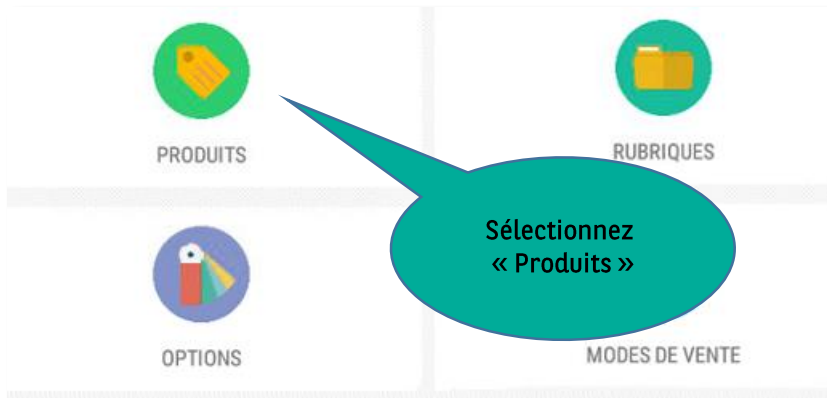 PRODUITS
RUBRIQUES
Sélectionnez
« Produits »
OPTIONS
MODES DE VENTE